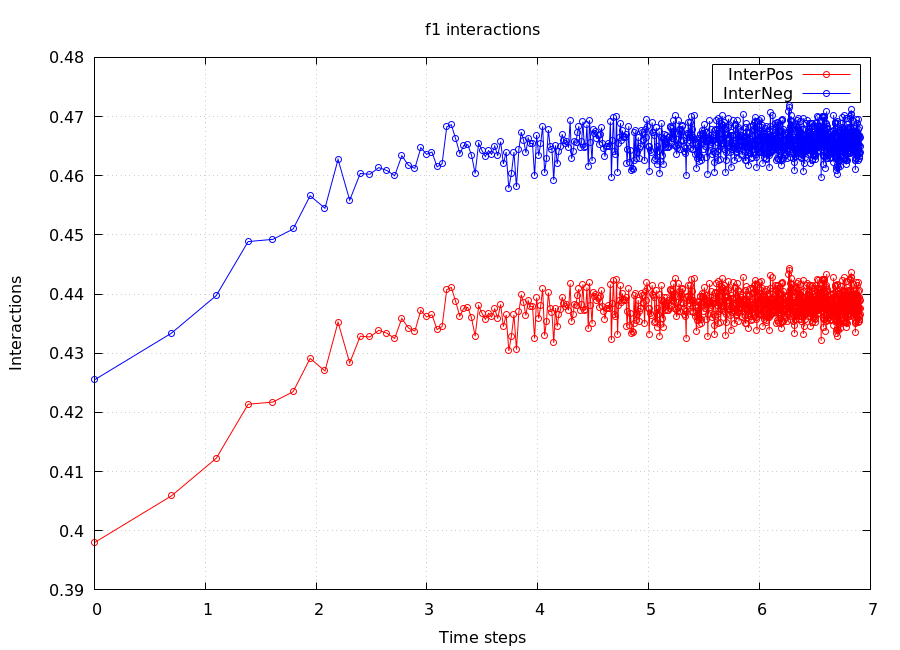 f1 interactions
InterPos
InterNeg
Interactions
0.48
0.47
0.46
0.45
0.44
0.43
0.42
0.41
0.4
0.39
0 1 2 3 4 5 6 7
Time steps